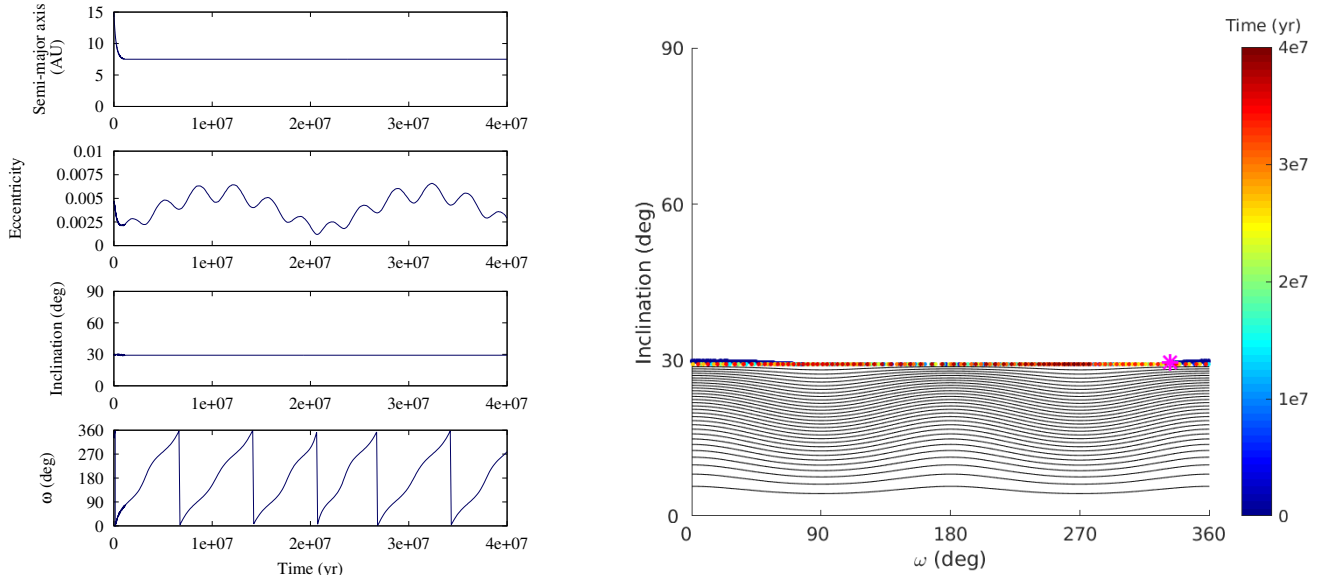 Semi-major axis
(AU)
15
10
5
0
0
1e+07
2e+07
3e+07
4e+07
Eccentricity
0.01
0.0075
0.005
0.0025
0
0
1e+07
2e+07
3e+07
4e+07
Inclination (deg)
90
60
30
0
0
1e+07
2e+07
3e+07
4e+07
ω (deg)
360
270
180
90
0
0
1e+07
2e+07
3e+07
4e+07
Time (yr)
Inclination (deg)
90
60
30
0
0
90
180
270
360
ω (deg)
Time (yr)
4e7
3e7
2e7
1e7
0